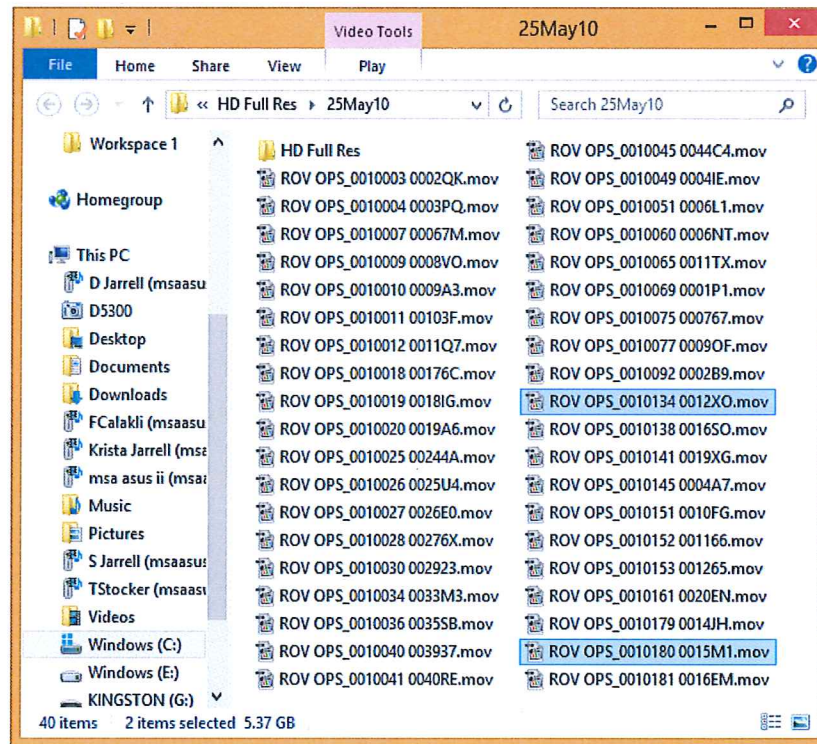 Video Tools
25May10
File
Home
Share
View
Play
« HD Full Res ▸ 25May10
Search 25May10
Workspace 1
Homegroup
This PC
D Jarrell (msaasu
D5300
Desktop
Documents
Downloads
FCalakli (msaasu
Krista Jarrell (msa
msa asus ii (msaa
Music
Pictures
S Jarrell (msaasus
TStocker (msaasu
Videos
Windows (C:)
Windows (E:)
KINGSTON (G:)
HD Full Res
ROV OPS_0010003 0002QK.mov
ROV OPS_0010004 0003PQ.mov
ROV OPS_0010007 00067M.mov
ROV OPS_0010009 0008VO.mov
ROV OPS_0010010 0009A3.mov
ROV OPS_0010011 00103F.mov
ROV OPS_0010012 0011Q7.mov
ROV OPS_0010018 00176C.mov
ROV OPS_0010019 0018IG.mov
ROV OPS_0010020 0019A6.mov
ROV OPS_0010025 00244A.mov
ROV OPS_0010026 0025U4.mov
ROV OPS_0010027 0026E0.mov
ROV OPS_0010028 00276X.mov
ROV OPS_0010030 002923.mov
ROV OPS_0010034 0033M3.mov
ROV OPS_0010036 0035SB.mov
ROV OPS_0010040 003937.mov
ROV OPS_0010041 0040RE.mov
ROV OPS_0010045 0044C4.mov
ROV OPS_0010049 0004IE.mov
ROV OPS_0010051 0006L1.mov
ROV OPS_0010060 0006NT.mov
ROV OPS_0010065 0011TX.mov
ROV OPS_0010069 0001P1.mov
ROV OPS_0010075 000767.mov
ROV OPS_0010077 0009OF.mov
ROV OPS_0010092 0002B9.mov
ROV OPS_0010134 0012XO.mov
ROV OPS_0010138 0016SO.mov
ROV OPS_0010141 0019XG.mov
ROV OPS_0010145 0004A7.mov
ROV OPS_0010151 0010FG.mov
ROV OPS_0010152 001166.mov
ROV OPS_0010153 001265.mov
ROV OPS_0010161 0020EN.mov
ROV OPS_0010179 0014JH.mov
ROV OPS_0010180 0015M1.mov
ROV OPS_0010181 0016EM.mov
40 items 2 items selected 5.37 GB